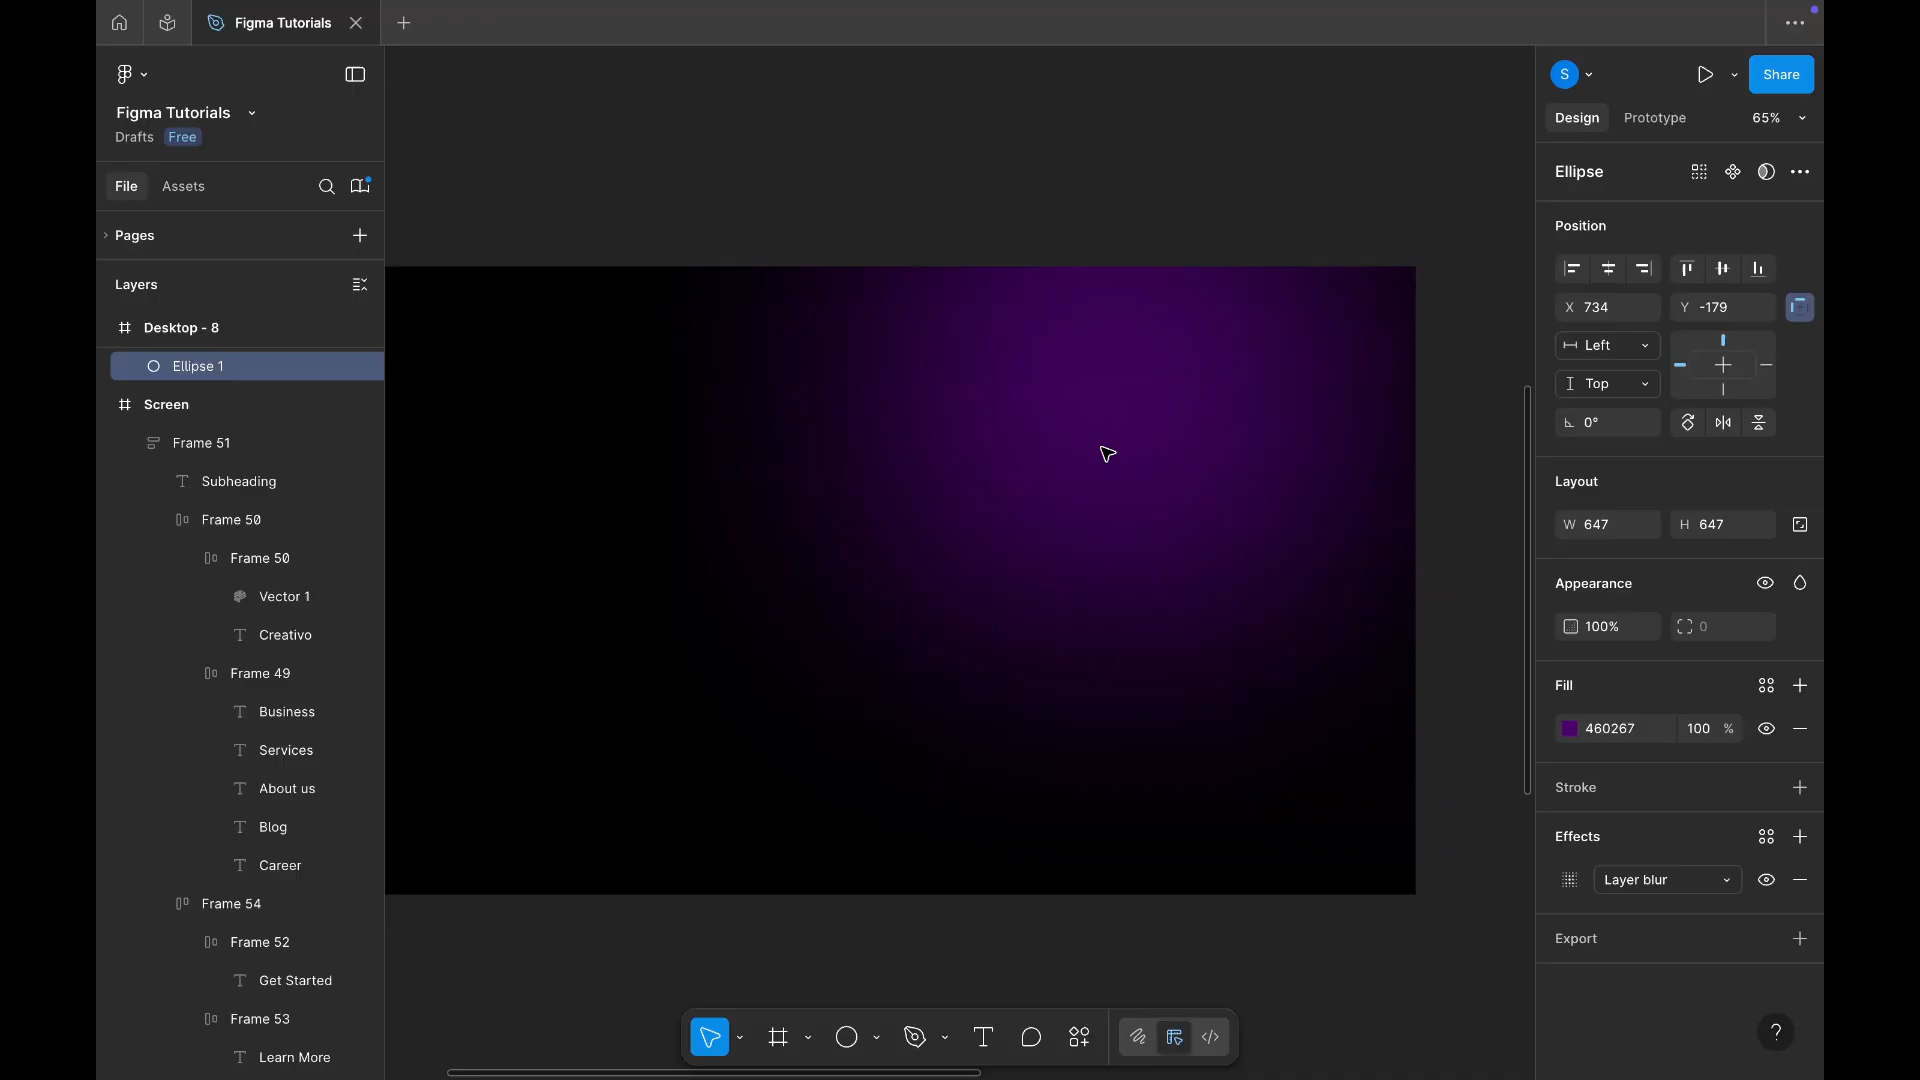 Figma Tutorials
Figma Tutorials
Drafts Free
File Assets
Pages
Layers
Desktop - 8
Ellipse 1
Screen
Frame 51
Subheading
Frame 50
Frame 50
Vector 1
Creativo
Frame 49
Business
Services
About us
Blog
Career
Frame 54
Frame 52
Get Started
Frame 53
Learn More
S Share
Design Prototype 65%
Ellipse
Position
X 734 Y -179
Left
Top
0°
Layout
W 647 H 647
Appearance
100% 0
Fill
460267 100 %
Stroke
Effects
Layer blur
Export
?